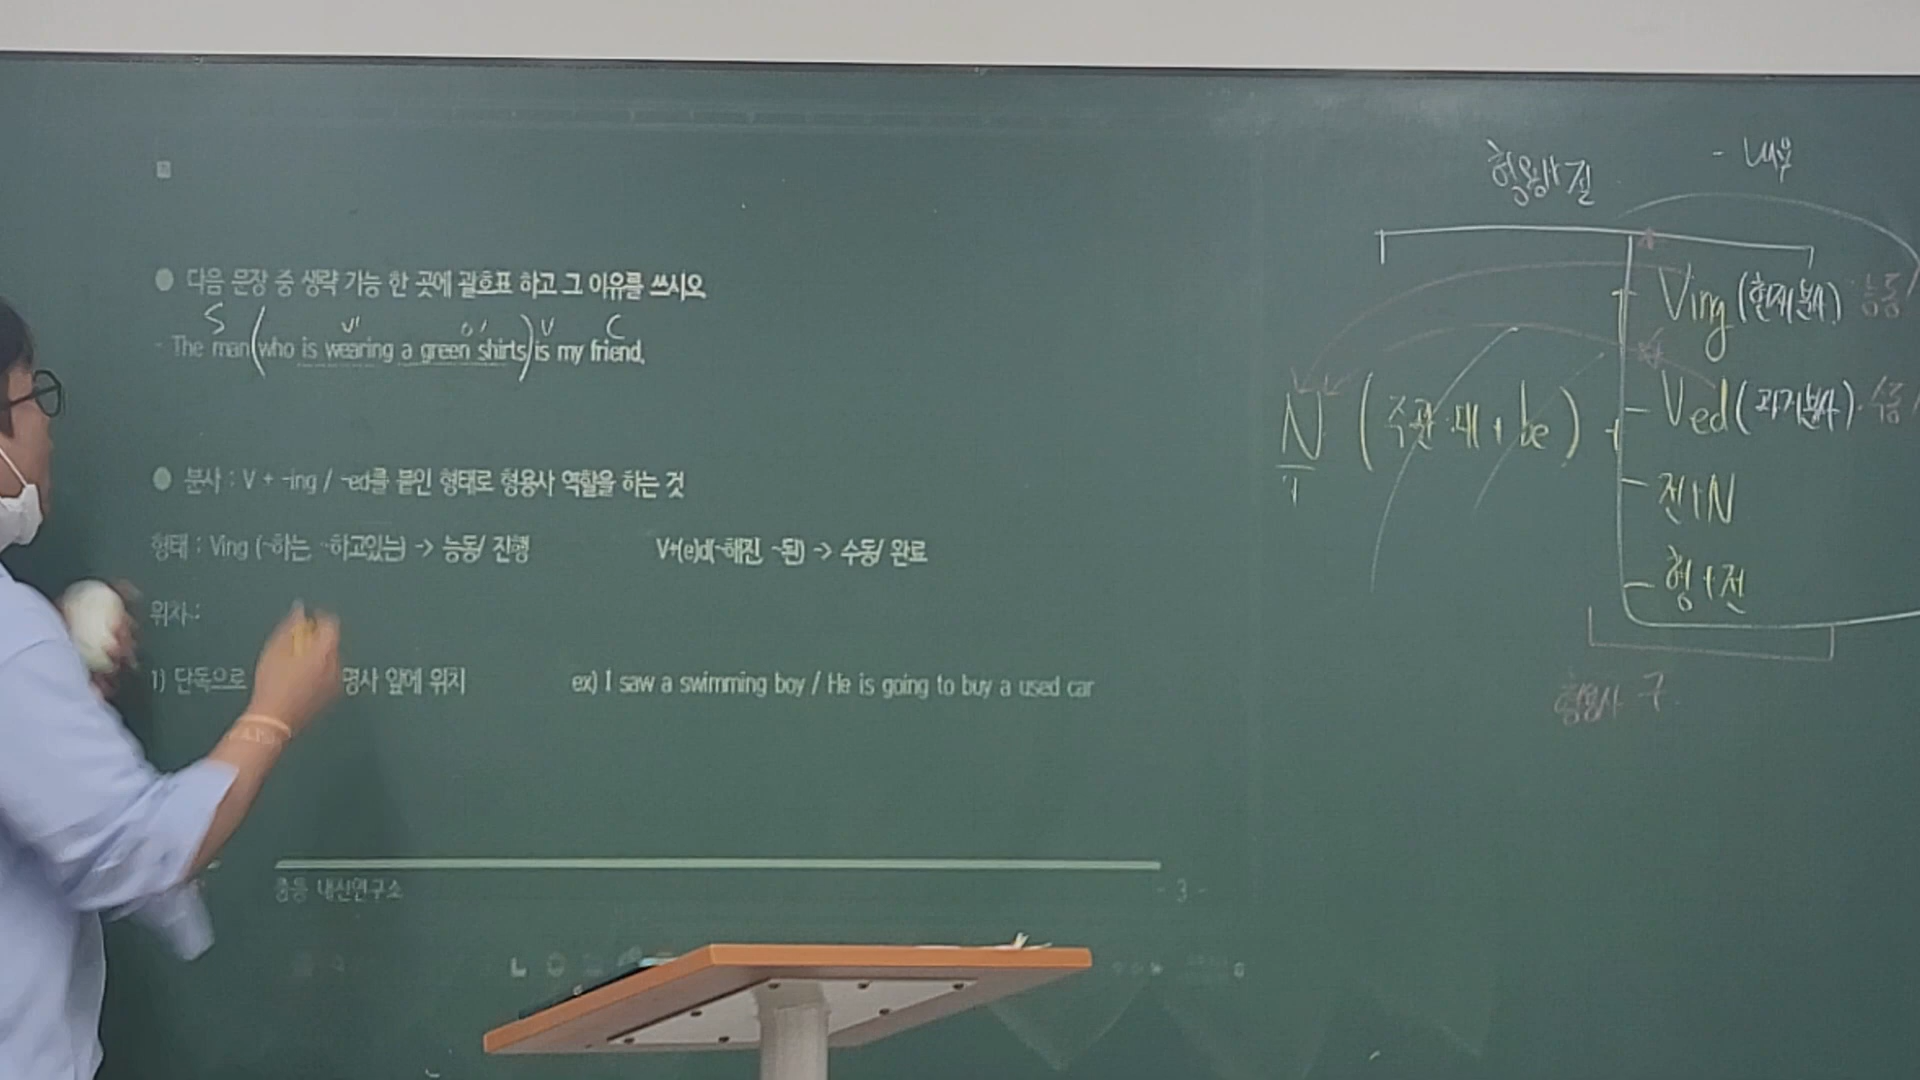 ● 다음 문장 중 생략 가능 한 곳에 괄호표 하고 그 이유를 쓰시오
S V' O' V C
- The man (who is wearing a green shirts) is my friend.
● 분사 : V + -ing / -ed를 붙인 형태로 형용사 역할을 하는 것
형태 : Ving (~하는 ~하고있는) -> 능동/ 진행 V+(e)d(~해진 ~된) -> 수동/ 완료
위치 :
1) 단독으로 명사 앞에 위치 ex) I saw a swimming boy / He is going to buy a used car
중등 내신연구소
- 3 -
형용사절
Ving (현재분사) 능동
N (주관·대 + be) +
Ved (과거분사) 수동
전+N
형+전
형용사 구